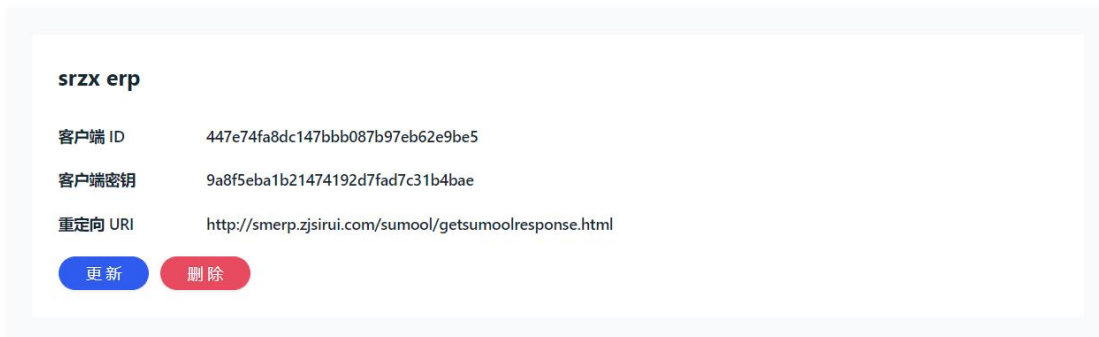 srzx erp
客户端 ID 447e74fa8dc147bbb087b97eb62e9be5
客户端密钥 9a8f5eba1b21474192d7fad7c31b4bae
重定向 URI http://smerp.zjsirui.com/sumool/getsumoolresponse.html
更新 删除